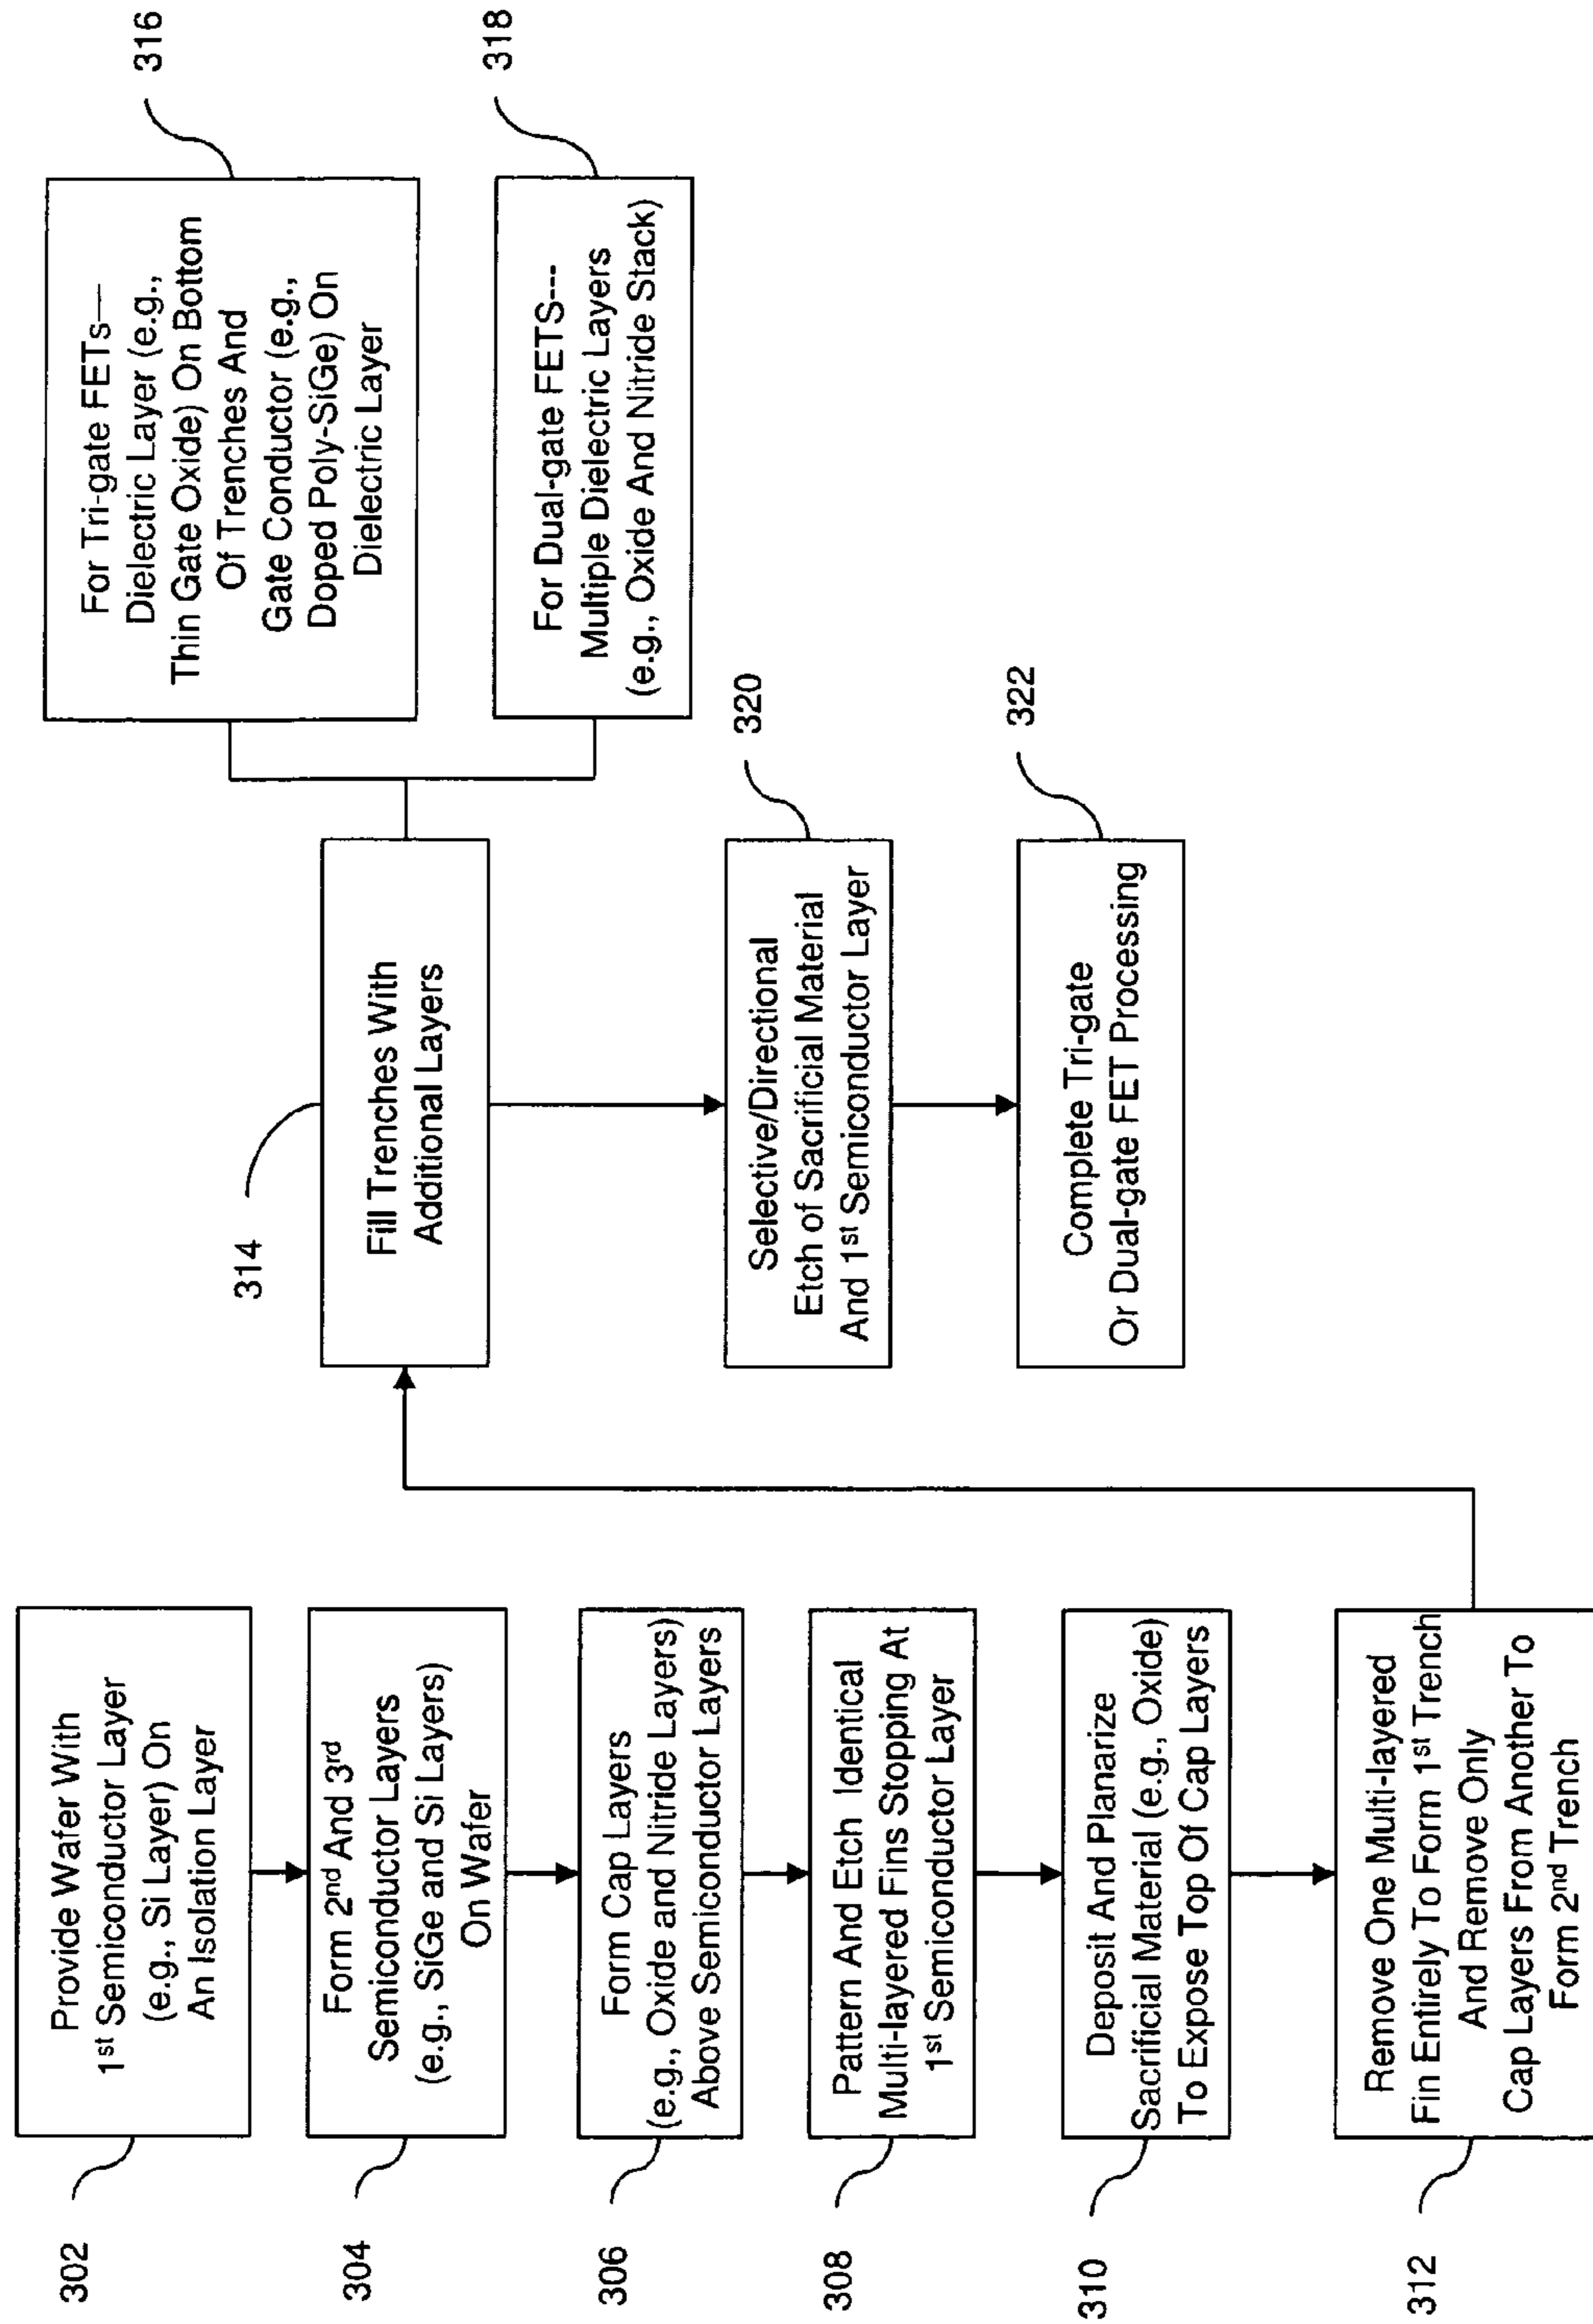 302
Provide Wafer With
1st Semiconductor Layer
(e.g., Si Layer) On
An Isolation Layer
304
Form 2nd And 3rd
Semiconductor Layers
(e.g., SiGe and Si Layers)
On Wafer
306
Form Cap Layers
(e.g., Oxide and Nitride Layers)
Above Semiconductor Layers
308
Pattern And Etch Identical
Multi-layered Fins Stopping At
1st Semiconductor Layer
310
Deposit And Planarize
Sacrificial Material (e.g., Oxide)
To Expose Top Of Cap Layers
312
Remove One Multi-layered
Fin Entirely To Form 1st Trench
And Remove Only
Cap Layers From Another To
Form 2nd Trench
314
Fill Trenches With
Additional Layers
316
For Tri-gate FETs—
Dielectric Layer (e.g.,
Thin Gate Oxide) On Bottom
Of Trenches And
Gate Conductor (e.g.,
Doped Poly-SiGe) On
Dielectric Layer
318
For Dual-gate FETS---
Multiple Dielectric Layers
(e.g., Oxide And Nitride Stack)
320
Selective/Directional
Etch of Sacrificial Material
And 1st Semiconductor Layer
322
Complete Tri-gate
Or Dual-gate FET Processing